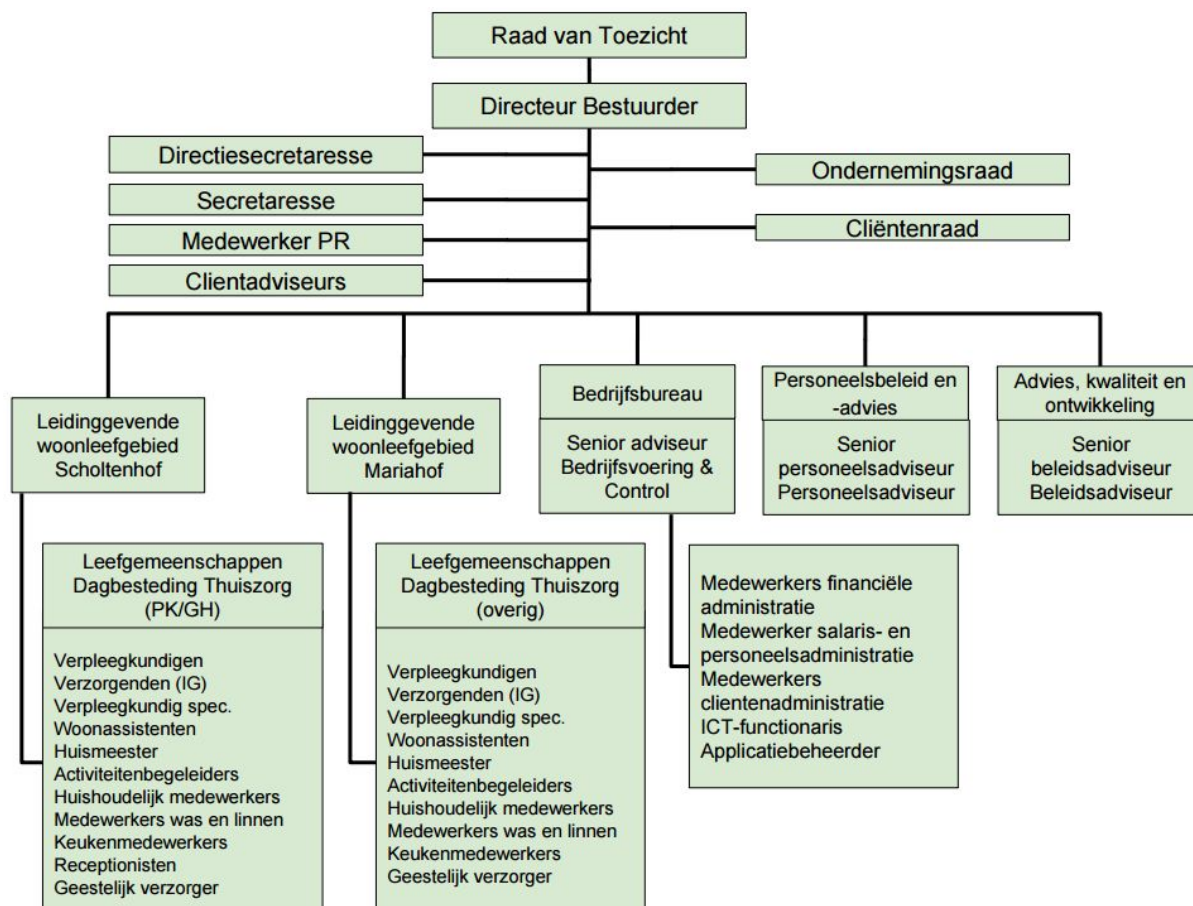 Raad van Toezicht
Directeur Bestuurder
Directiesecretaresse
Secretaresse
Medewerker PR
Clientadviseurs
Ondernemingsraad
Cliëntenraad
Leidinggevende
woonleefgebied
Scholtenhof
Leidinggevende
woonleefgebied
Mariahof
Bedrijfsbureau
Senior adviseur
Bedrijfsvoering &
Control
Personeelsbeleid en
-advies
Senior
personeelsadviseur
Personeelsadviseur
Advies, kwaliteit en
ontwikkeling
Senior
beleidsadviseur
Beleidsadviseur
Leefgemeenschappen
Dagbesteding Thuiszorg
(PK/GH)
Verpleegkundigen
Verzorgenden (IG)
Verpleegkundig spec.
Woonassistenten
Huismeester
Activiteitenbegeleiders
Huishoudelijk medewerkers
Medewerkers was en linnen
Keukenmedewerkers
Receptionisten
Geestelijk verzorger
Leefgemeenschappen
Dagbesteding Thuiszorg
(overig)
Verpleegkundigen
Verzorgenden (IG)
Verpleegkundig spec.
Woonassistenten
Huismeester
Activiteitenbegeleiders
Huishoudelijk medewerkers
Medewerkers was en linnen
Keukenmedewerkers
Geestelijk verzorger
Medewerkers financiële
administratie
Medewerker salaris- en
personeelsadministratie
Medewerkers
clientenadministratie
ICT-functionaris
Applicatiebeheerder